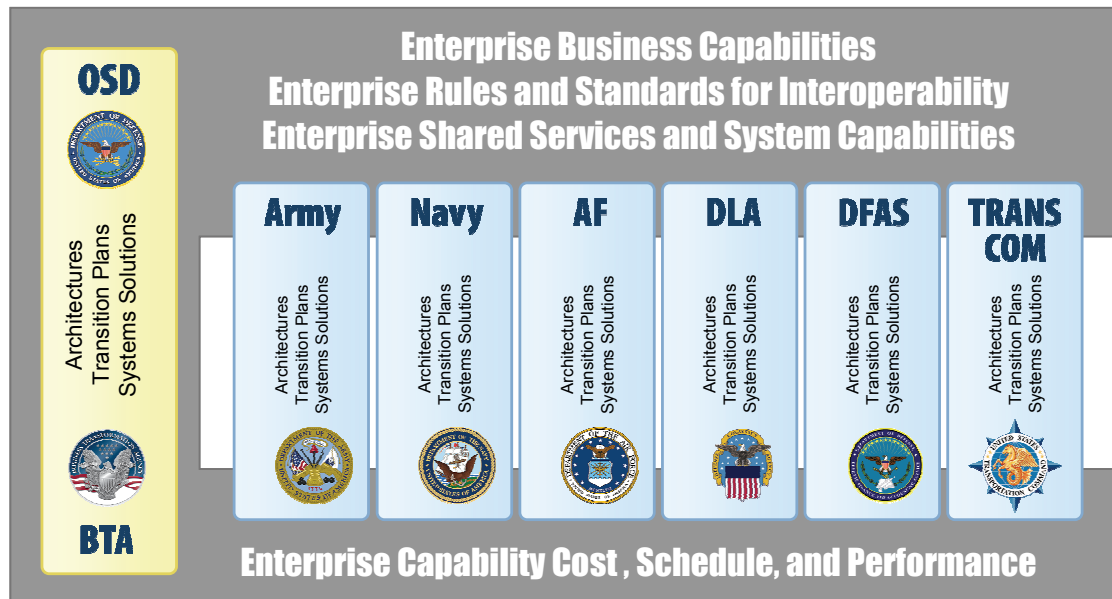 OSD
Architectures
Transition Plans
Systems Solutions
BTA
Enterprise Business Capabilities
Enterprise Rules and Standards for Interoperability
Enterprise Shared Services and System Capabilities
Army
Architectures
Transition Plans
Systems Solutions
Navy
Architectures
Transition Plans
Systems Solutions
AF
Architectures
Transition Plans
Systems Solutions
DLA
Architectures
Transition Plans
Systems Solutions
DFAS
Architectures
Transition Plans
Systems Solutions
TRANS
COM
Architectures
Transition Plans
Systems Solutions
Enterprise Capability Cost , Schedule, and Performance